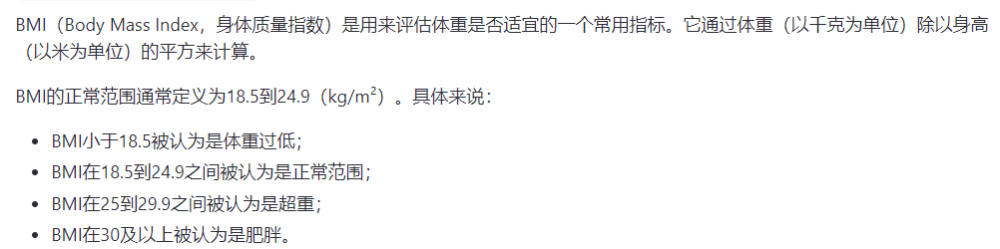 BMI（Body Mass Index，身体质量指数）是用来评估体重是否适宜的一个常用指标。它通过体重（以千克为单位）除以身高
（以米为单位）的平方来计算。
BMI的正常范围通常定义为18.5到24.9（kg/m²）。具体来说：
• BMI小于18.5被认为是体重过低；
• BMI在18.5到24.9之间被认为是正常范围；
• BMI在25到29.9之间被认为是超重；
• BMI在30及以上被认为是肥胖。